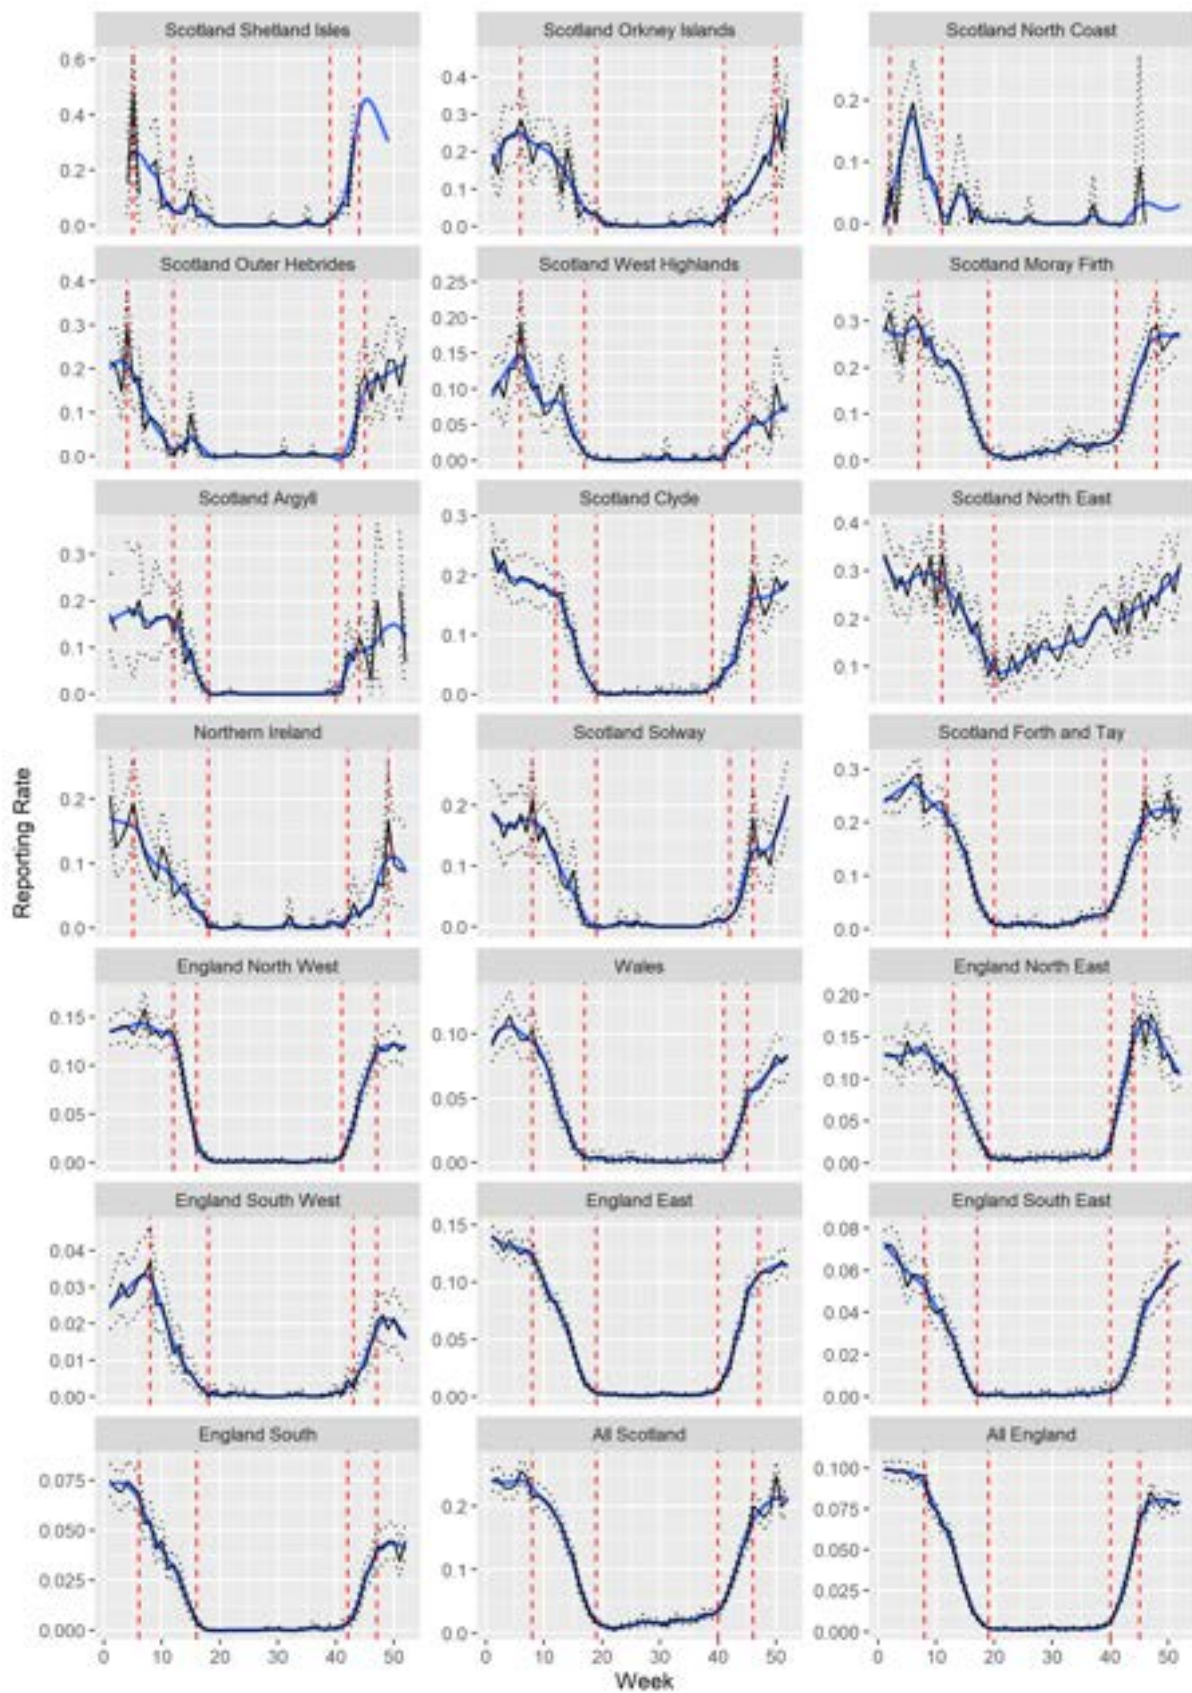 Scotland Shetland Isles Scotland Orkney Islands Scotland North Coast
0.6 0.4 0.2 0.0
0.4 0.3 0.2 0.1 0.0
0.2 0.1 0.0
Scotland Outer Hebrides Scotland West Highlands Scotland Moray Firth
0.4 0.3 0.2 0.1 0.0
0.25 0.20 0.15 0.10 0.05 0.00
0.3 0.2 0.1 0.0
Scotland Argyll Scotland Clyde Scotland North East
0.3 0.2 0.1 0.0
0.3 0.2 0.1 0.0
0.4 0.3 0.2 0.1
Northern Ireland Scotland Solway Scotland Forth and Tay
0.2 0.1 0.0
0.2 0.1 0.0
0.3 0.2 0.1 0.0
Reporting Rate
England North West Wales England North East
0.15 0.10 0.05 0.00
0.10 0.05 0.00
0.20 0.15 0.10 0.05 0.00
England South West England East England South East
0.04 0.03 0.02 0.01 0.00
0.15 0.10 0.05 0.00
0.08 0.06 0.04 0.02 0.00
England South All Scotland All England
0.075 0.050 0.025 0.000
0.2 0.1 0.0
0.100 0.075 0.050 0.025 0.000
0 10 20 30 40 50 0 10 20 30 40 50 0 10 20 30 40 50
Week